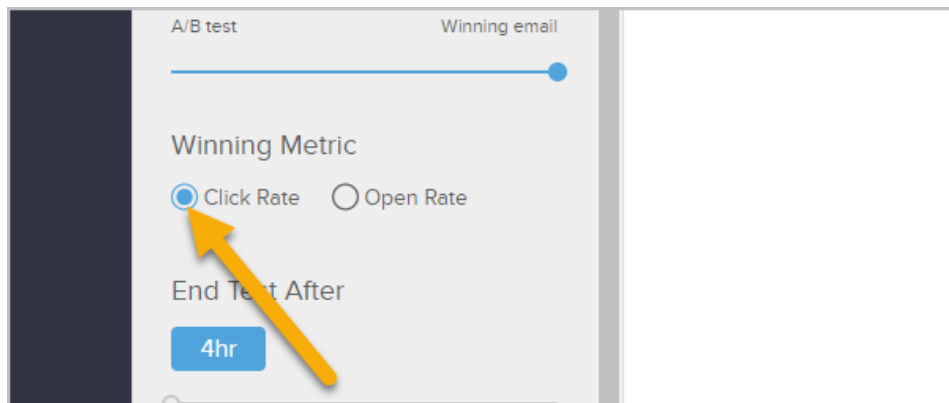 A/B test Winning email
Winning Metric
Click Rate Open Rate
End Test After
4hr